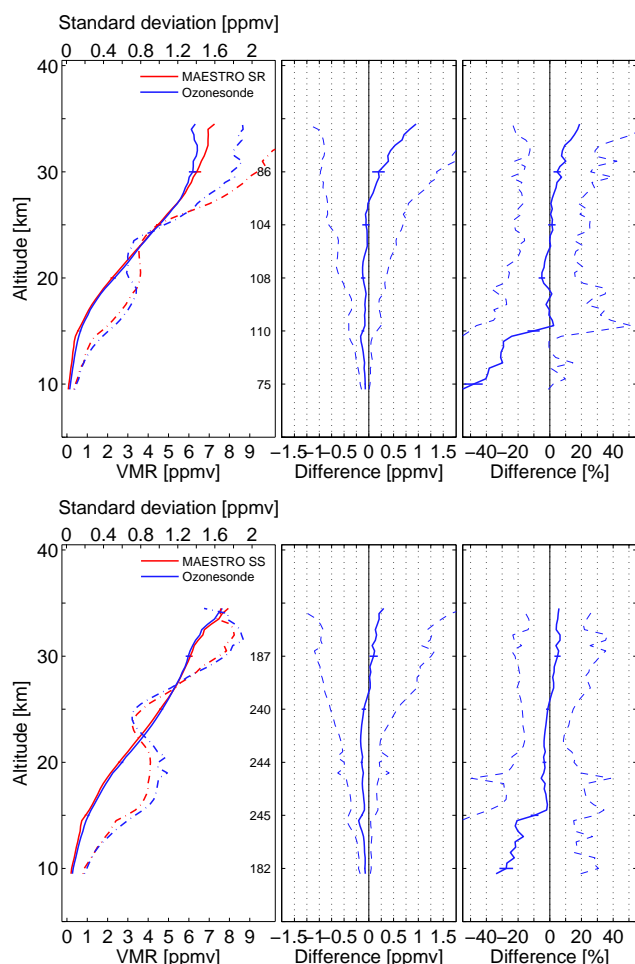 Standard deviation [ppmv]
0 0.4 0.8 1.2 1.6 2
MAESTRO SR
Ozonesonde
40
30
20
10
Altitude [km]
86
104
108
110
75
0 1 2 3 4 5 6 7 8 9
VMR [ppmv]
−1.5 −1 −0.5 0 0.5 1 1.5
Difference [ppmv]
−40 −20 0 20 40
Difference [%]
Standard deviation [ppmv]
0 0.4 0.8 1.2 1.6 2
MAESTRO SS
Ozonesonde
40
30
20
10
Altitude [km]
187
240
244
245
182
0 1 2 3 4 5 6 7 8 9
VMR [ppmv]
−1.5 −1 −0.5 0 0.5 1 1.5
Difference [ppmv]
−40 −20 0 20 40
Difference [%]